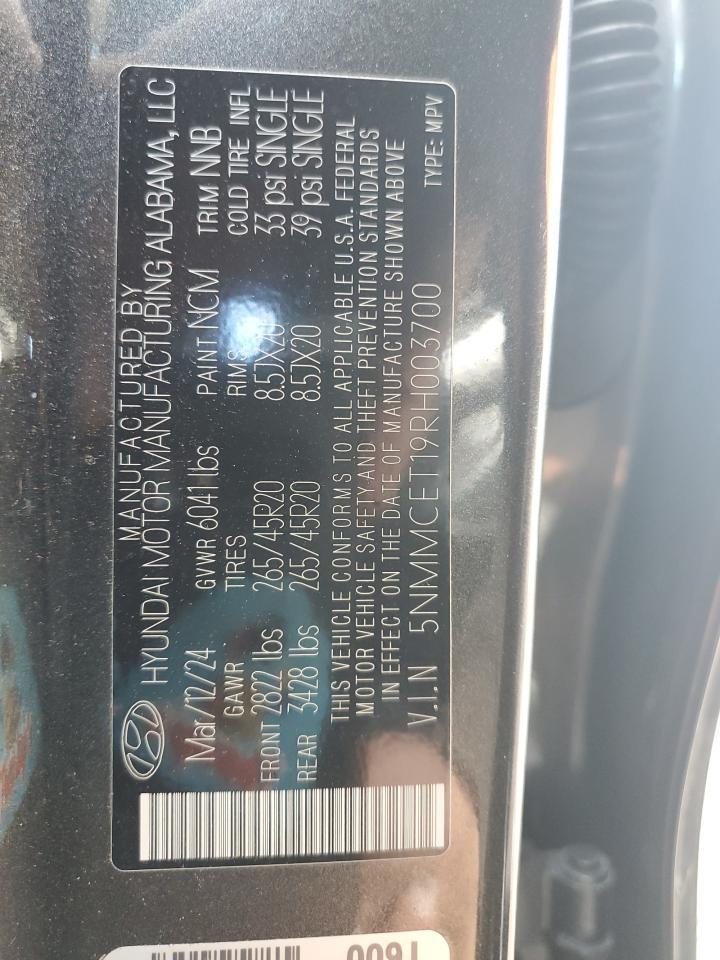 MANUFACTURED BY
HYUNDAI MOTOR MANUFACTURING ALABAMA, LLC
Mar/12/24 GVWR 6041 lbs PAINT NCM TRIM NNB
GAWR TIRES RIMS COLD TIRE INFL
FRONT 2822 lbs 265/45R20 8.5JX20 33 psi SINGLE
REAR 3428 lbs 265/45R20 8.5JX20 39 psi SINGLE
THIS VEHICLE CONFORMS TO ALL APPLICABLE U.S.A. FEDERAL
MOTOR VEHICLE SAFETY AND THEFT PREVENTION STANDARDS
IN EFFECT ON THE DATE OF MANUFACTURE SHOWN ABOVE
V.I.N 5NMMCET19RH003700 TYPE: MPV